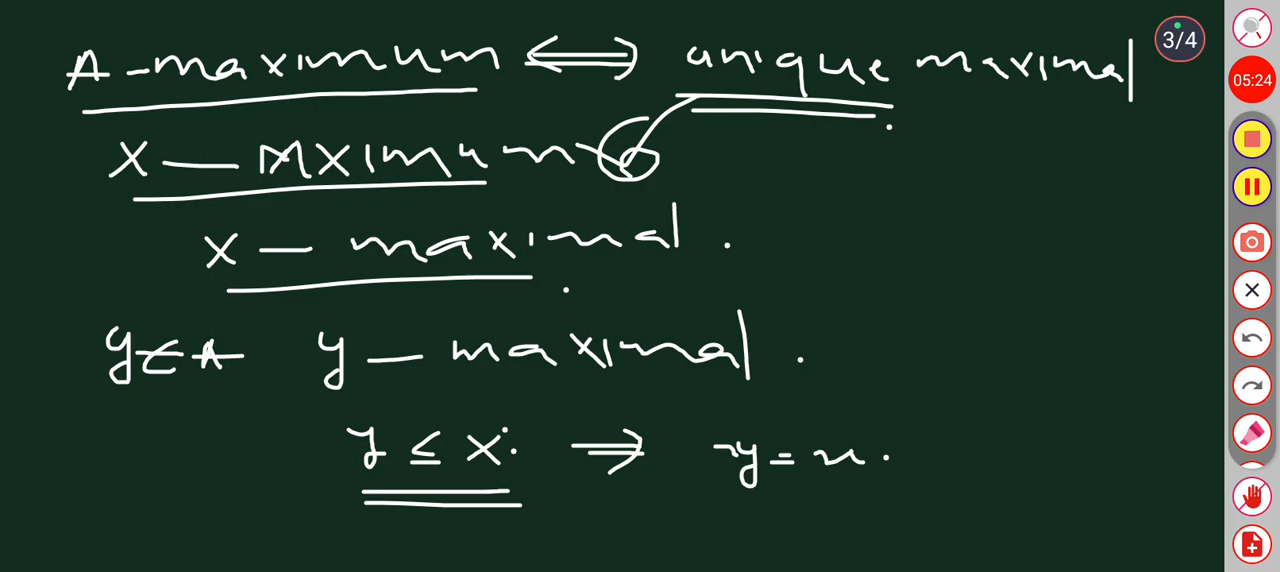 A - maximum ⟺ unique maximal
3/4
05:24
x — Mximum
x — maximal.
y ∈ A y — maximal.
y ≤ x. ⟹ y = x.